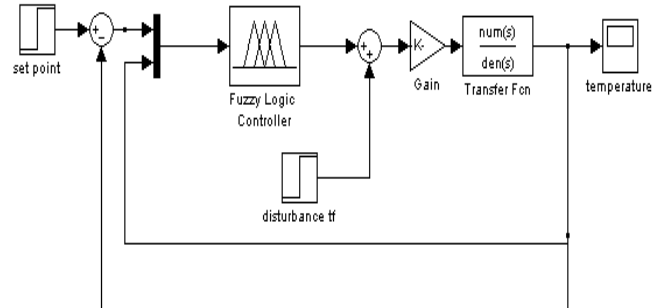 set point
+
-
Fuzzy Logic
Controller
+
+
K-
Gain
num(s)
den(s)
Transfer Fcn
temperature
disturbance tf